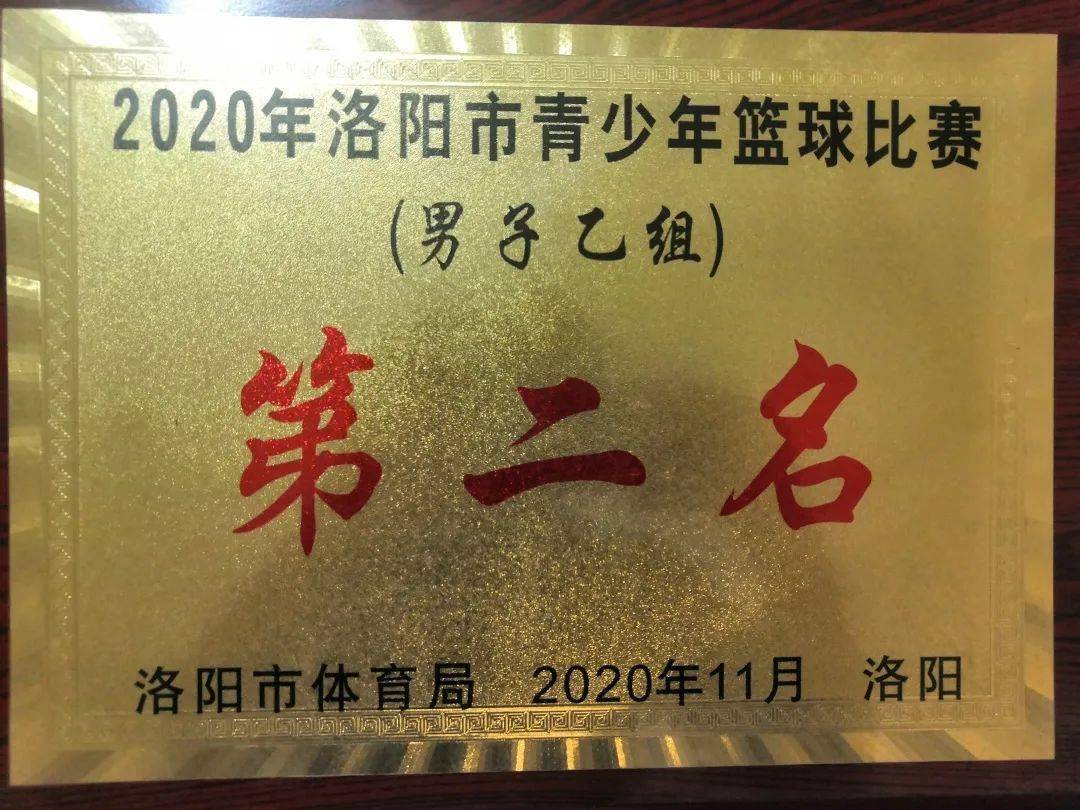 2020年洛阳市青少年篮球比赛
(男子乙组)
第二名
洛阳市体育局 2020年11月 洛阳